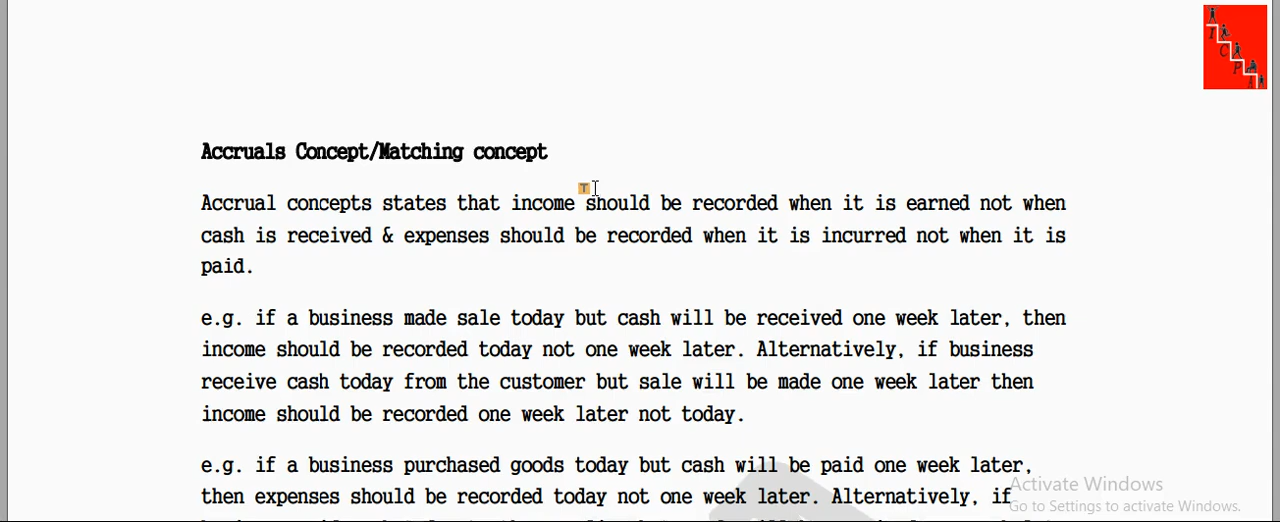 Accruals Concept/Matching concept
Accrual concepts states that income should be recorded when it is earned not when
cash is received & expenses should be recorded when it is incurred not when it is
paid.
e.g. if a business made sale today but cash will be received one week later, then
income should be recorded today not one week later. Alternatively, if business
receive cash today from the customer but sale will be made one week later then
income should be recorded one week later not today.
e.g. if a business purchased goods today but cash will be paid one week later,
then expenses should be recorded today not one week later. Alternatively, if
T
I
C
P
A
Activate Windows
Go to Settings to activate Windows.